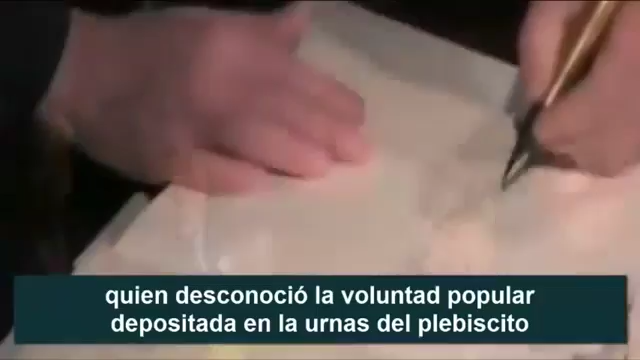 quien desconoció la voluntad popular
depositada en la urnas del plebiscito